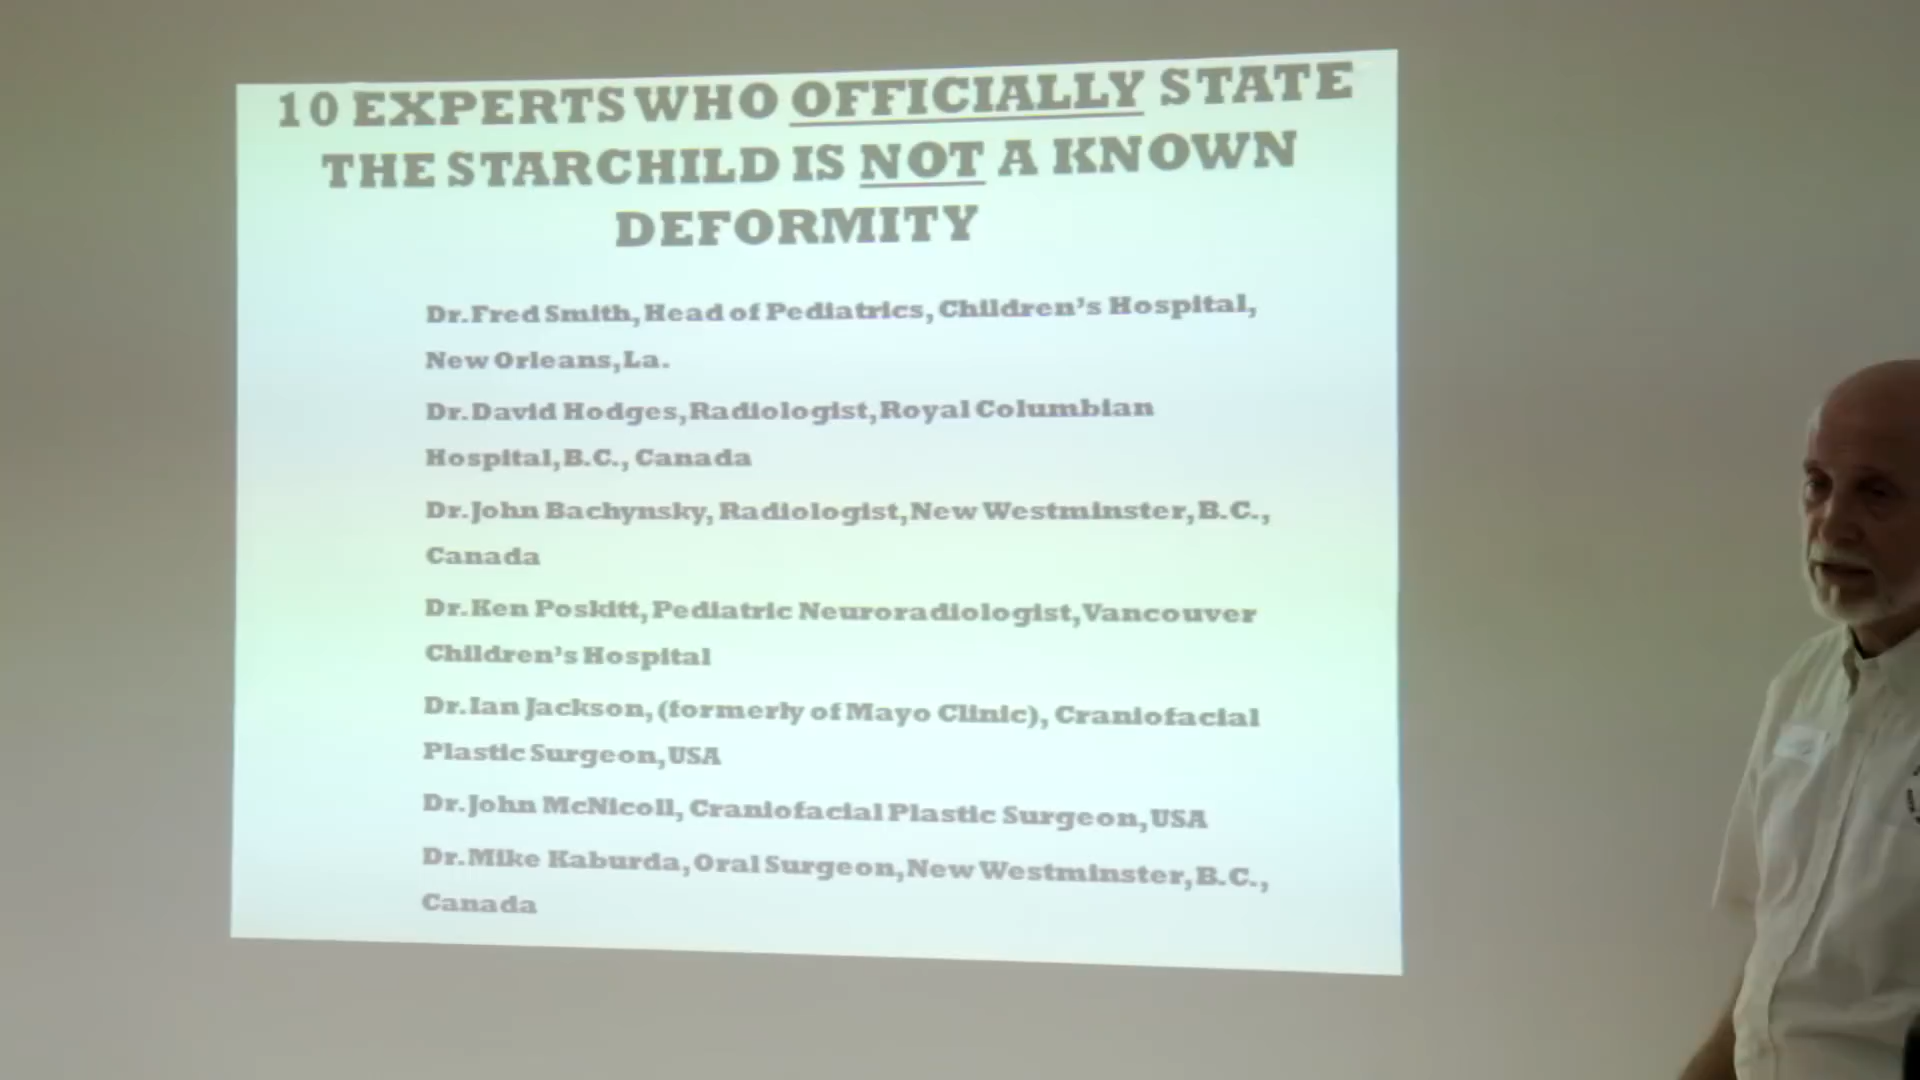 10 EXPERTS WHO OFFICIALLY STATE
THE STARCHILD IS NOT A KNOWN
DEFORMITY
Dr. Fred Smith, Head of Pediatrics, Children's Hospital,
New Orleans, La.
Dr. David Hodges, Radiologist, Royal Columbian
Hospital, B.C., Canada
Dr. John Bachynsky, Radiologist, New Westminster, B.C.,
Canada
Dr. Ken Poskitt, Pediatric Neuroradiologist, Vancouver
Children's Hospital
Dr. Ian Jackson, (formerly of Mayo Clinic), Craniofacial
Plastic Surgeon, USA
Dr. John McNicoll, Craniofacial Plastic Surgeon, USA
Dr. Mike Kaburda, Oral Surgeon, New Westminster, B.C.,
Canada